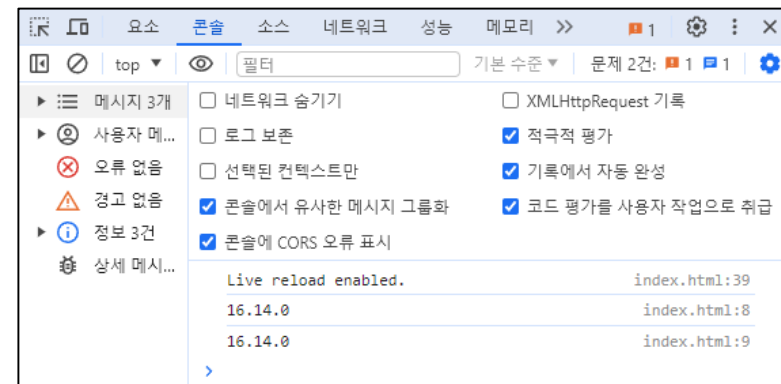 요소 콘솔 소스 네트워크 성능 메모리 1
top 필터 기본 수준 문제 2건: 1 1
메시지 3개
사용자 메...
오류 없음
경고 없음
정보 3건
상세 메시...
네트워크 숨기기 XMLHttpRequest 기록
로그 보존 적극적 평가
선택된 컨텍스트만 기록에서 자동 완성
콘솔에서 유사한 메시지 그룹화 코드 평가를 사용자 작업으로 취급
콘솔에 CORS 오류 표시
Live reload enabled. index.html:39
16.14.0 index.html:8
16.14.0 index.html:9